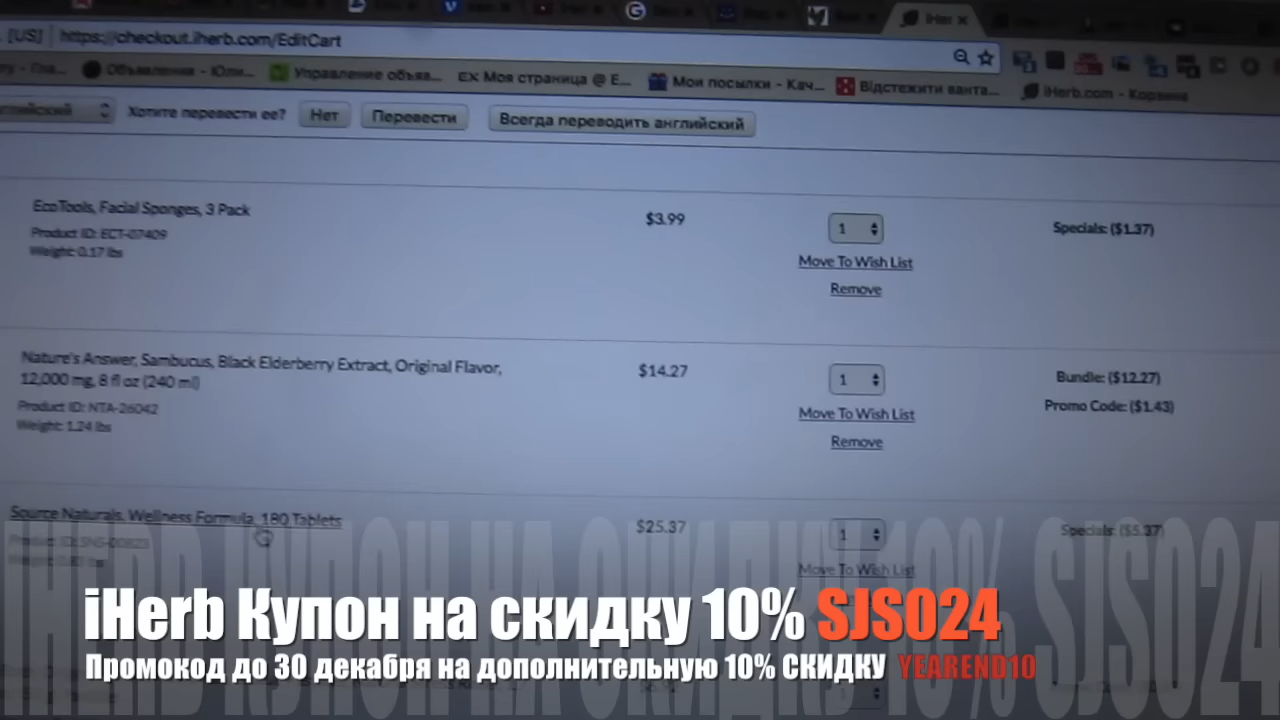 [US] https://checkout.iherb.com/EditCart
Объявления - Юли...
Управление объяв...
EX Моя страница @ E...
Мои посылки - Кач...
Відстежити ванта...
iHerb.com - Корзина
Хотите перевести ее?
Нет
Перевести
Всегда переводить английский
EcoTools, Facial Sponges, 3 Pack
$3.99
1
Specials: ($1.37)
Product ID: ECT-07409
Weight: 0.17 lbs
Move To Wish List
Remove
Nature's Answer, Sambucus, Black Elderberry Extract, Original Flavor,
12,000 mg, 8 fl oz (240 ml)
$14.27
1
Bundle: ($12.27)
Promo Code: ($1.43)
Product ID: NTA-26042
Weight: 1.24 lbs
Move To Wish List
Remove
Source Naturals, Wellness Formula, 180 Tablets
$25.37
1
Specials: ($5.37)
Move To Wish List
iHerb Купон на скидку 10% SJS024
Промокод до 30 декабря на дополнительную 10% СКИДКУ YEAREND10